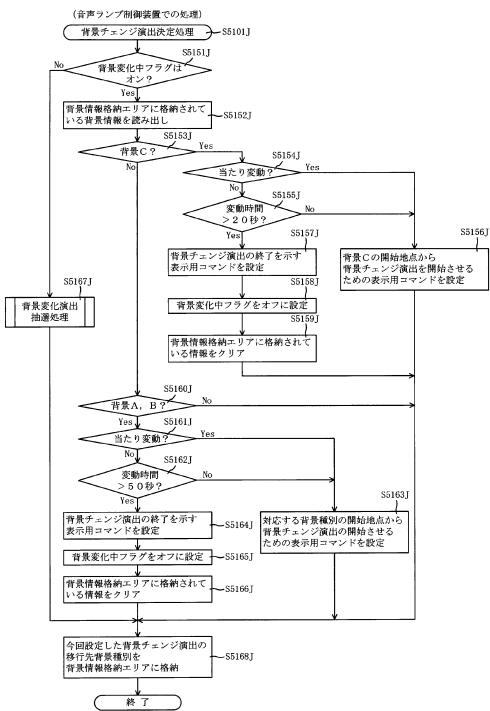 (音声ランプ制御装置での処理)
背景チェンジ演出決定処理
S5101J
S5151J
背景変化中フラグは
オン?
No
Yes
背景情報格納エリアに格納されて
いる背景情報を読み出し
S5152J
S5153J
背景C?
Yes
No
S5154J
当たり変動?
Yes
No
S5155J
変動時間
>20秒?
No
Yes
S5156J
背景Cの開始地点から
背景チェンジ演出を開始させる
ための表示用コマンドを設定
S5157J
背景チェンジ演出の終了を示す
表示用コマンドを設定
S5158J
背景変化中フラグをオフに設定
S5159J
背景情報格納エリアに格納されて
いる情報をクリア
S5167J
背景変化演出
抽選処理
S5160J
背景A,B?
No
Yes
S5161J
当たり変動?
Yes
No
S5162J
変動時間
>50秒?
No
Yes
S5163J
対応する背景種別の開始地点から
背景チェンジ演出の開始させる
ための表示用コマンドを設定
背景チェンジ演出の終了を示す
表示用コマンドを設定
S5164J
背景変化中フラグをオフに設定
S5165J
背景情報格納エリアに格納されて
いる情報をクリア
S5166J
今回設定した背景チェンジ演出の
移行先背景種別を
背景情報格納エリアに格納
S5168J
終了